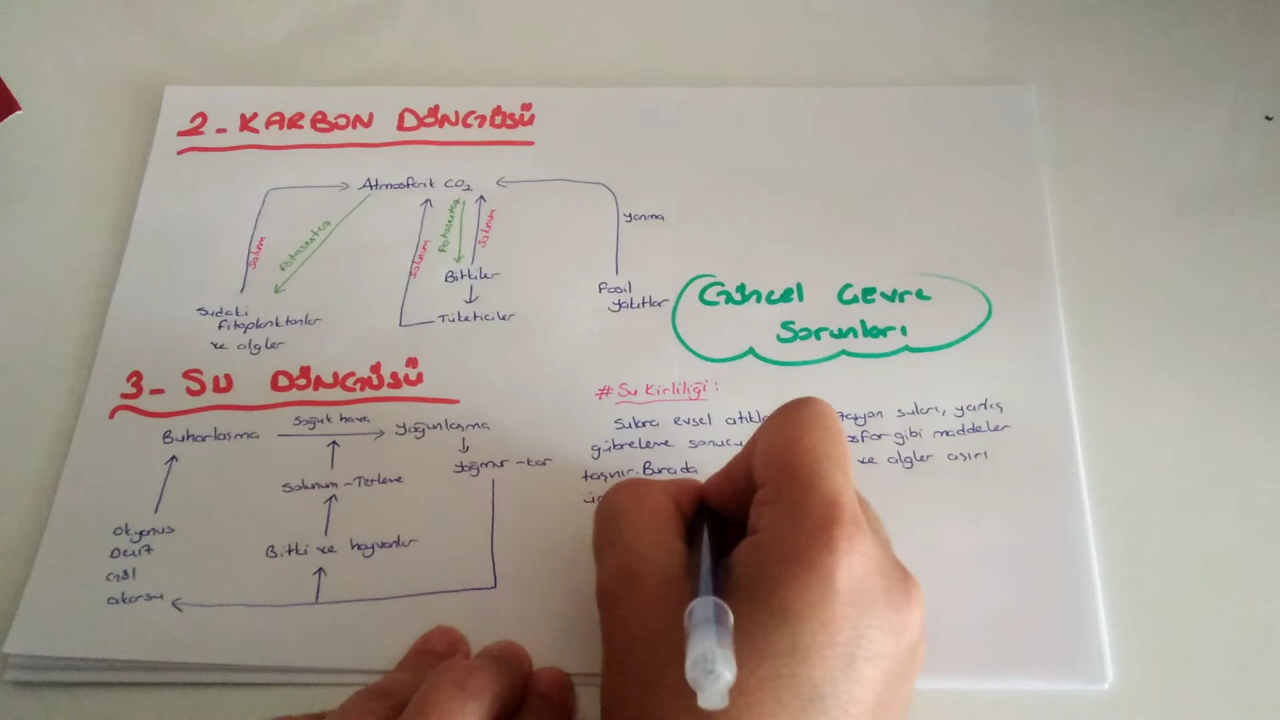 2- KARBON DÖNGÜSÜ
Atmosferik CO₂
Solunum
Fotosentez
Solunum
Fotosentez
Solunum
Yanma
Bitkiler
Tüketiciler
Fosil
yakıtlar
Sudaki
fitoplanktonlar
ve algler
3- SU DÖNGÜSÜ
Buharlaşma
Soğuk hava
yoğunlaşma
yağmur - kar
Solunum - Terleme
Bitki ve hayvanlar
Okyanus
Deniz
Göl
akarsu
Güncel Çevre
Sorunları
# Su Kirliliği:
Sulara evsel atıkla suları, yanlış
gübreleme sonucu gibi maddeler
taşınır. Burada ve algler aşırı